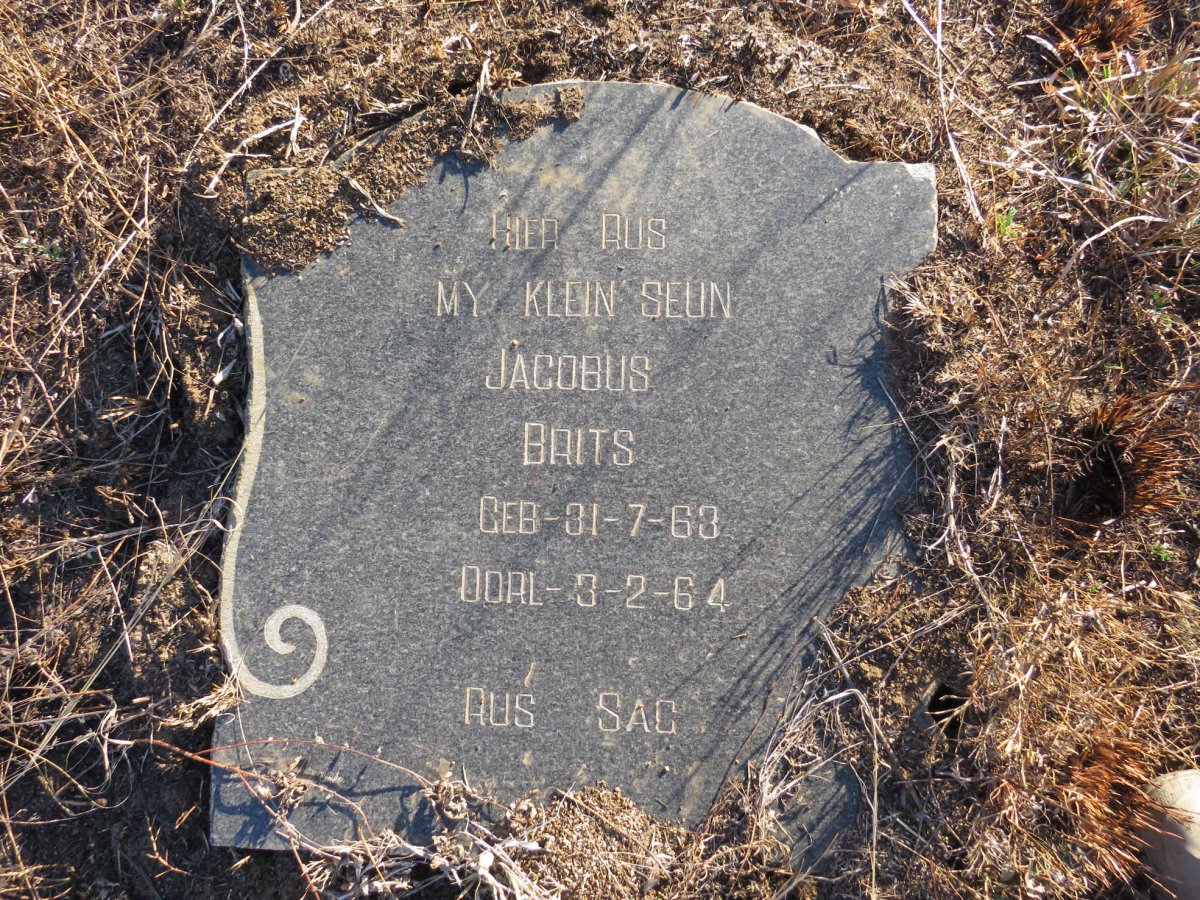 HIER RUS
MY KLEIN SEUN
JACOBUS
BRITS
GEB-31-7-63
OORL-3-2-64
RUS SAG